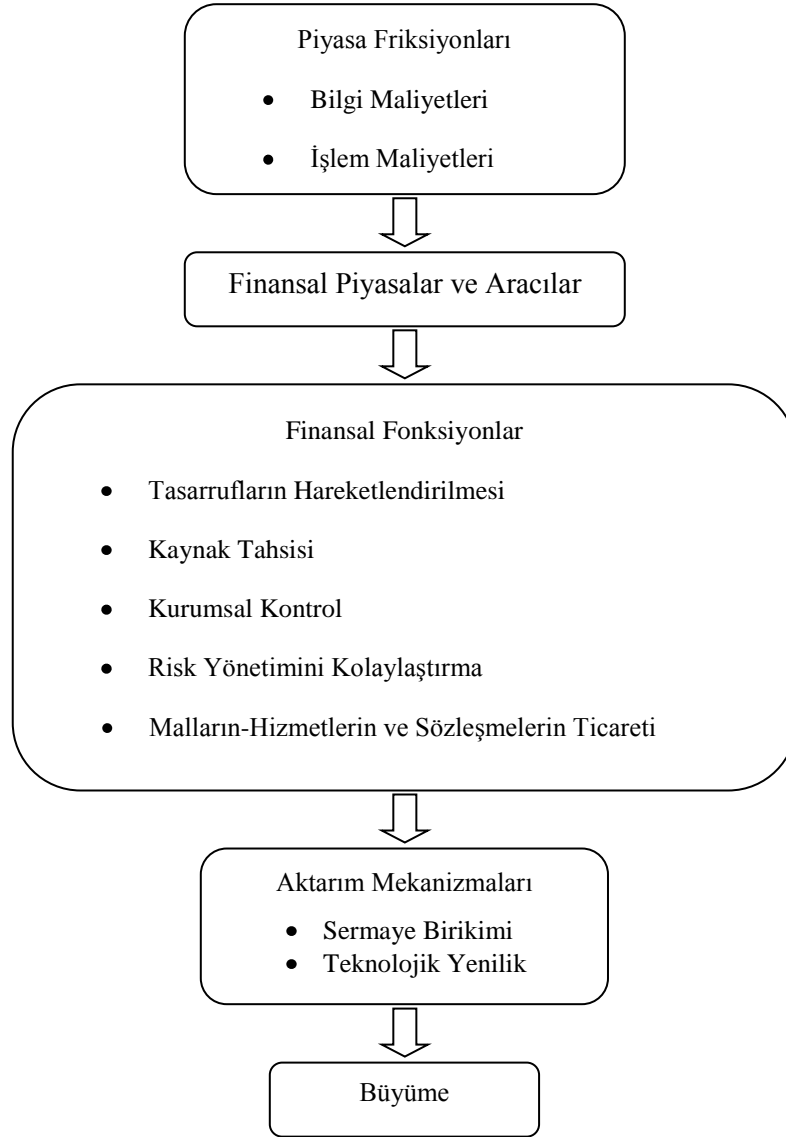 Piyasa Friksiyonları
• Bilgi Maliyetleri
• İşlem Maliyetleri
Finansal Piyasalar ve Aracılar
Finansal Fonksiyonlar
• Tasarrufların Hareketlendirilmesi
• Kaynak Tahsisi
• Kurumsal Kontrol
• Risk Yönetimini Kolaylaştırma
• Malların-Hizmetlerin ve Sözleşmelerin Ticareti
Aktarım Mekanizmaları
• Sermaye Birikimi
• Teknolojik Yenilik
Büyüme